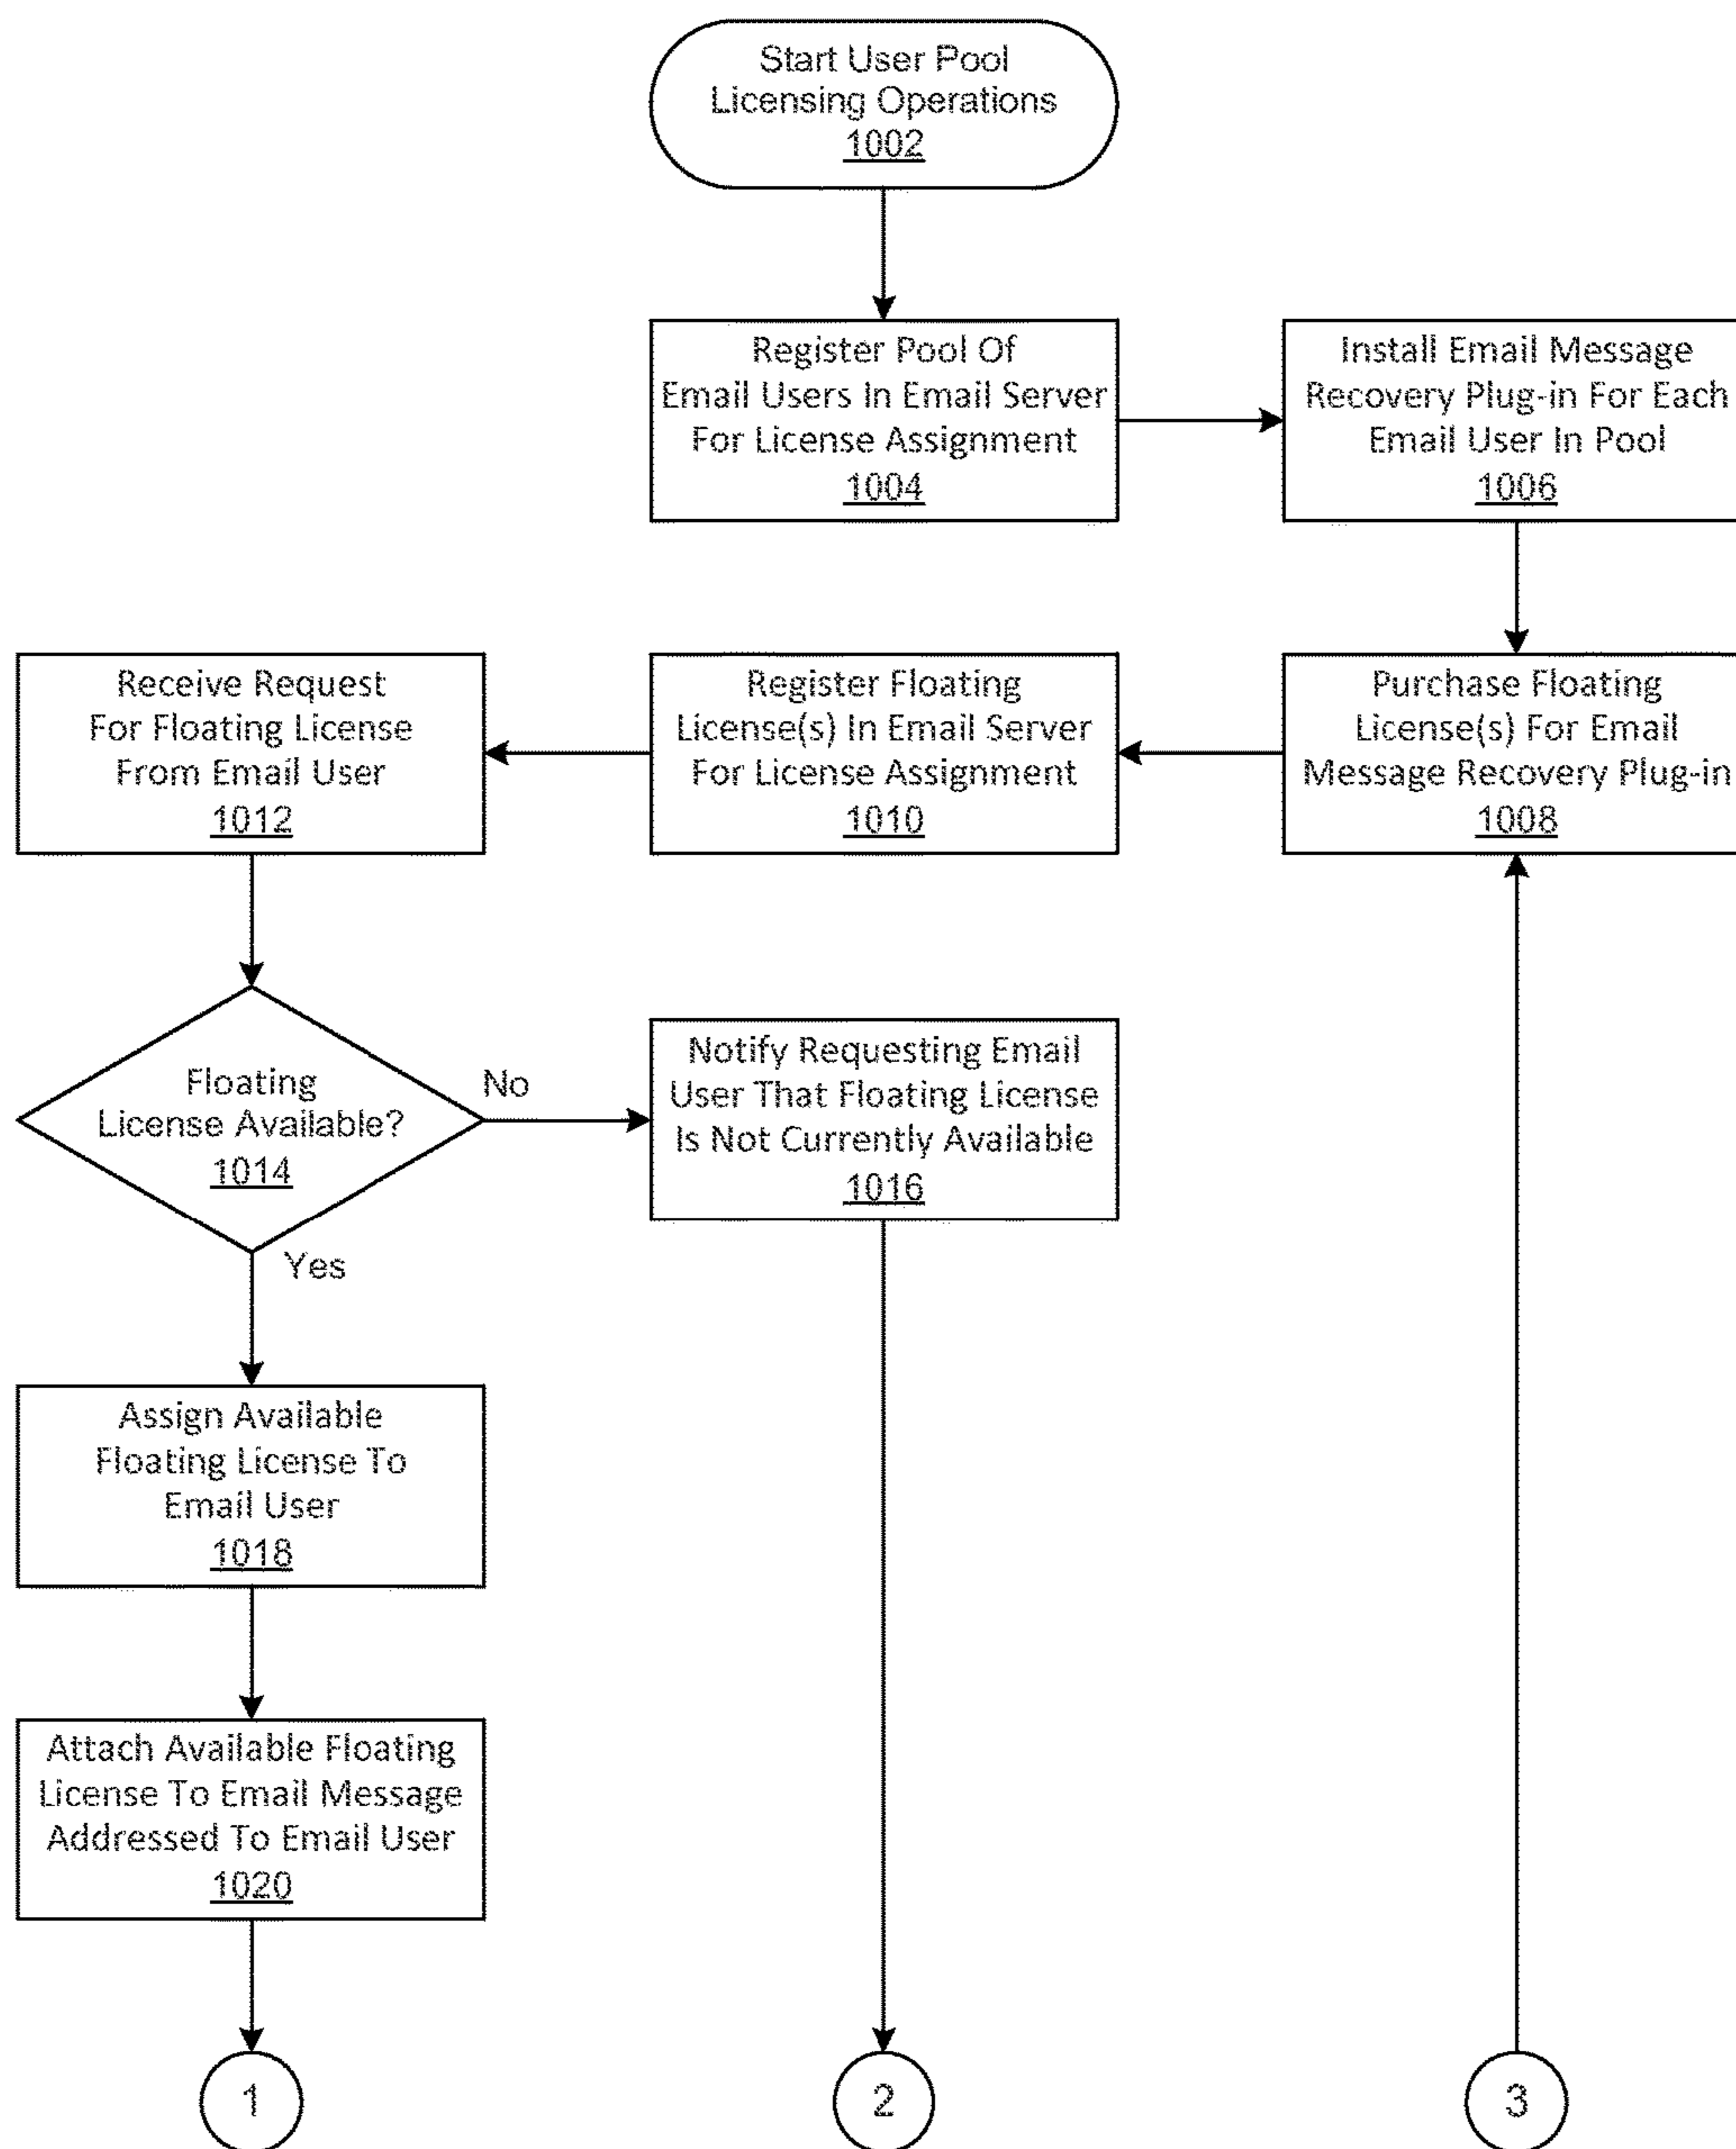 Start User Pool
Licensing Operations
1002
Register Pool Of
Email Users In Email Server
For License Assignment
1004
Install Email Message
Recovery Plug-in For Each
Email User In Pool
1006
Receive Request
For Floating License
From Email User
1012
Register Floating
License(s) In Email Server
For License Assignment
1010
Purchase Floating
License(s) For Email
Message Recovery Plug-in
1008
Floating
License Available?
1014
No
Yes
Notify Requesting Email
User That Floating License
Is Not Currently Available
1016
Assign Available
Floating License To
Email User
1018
Attach Available Floating
License To Email Message
Addressed To Email User
1020
1
2
3